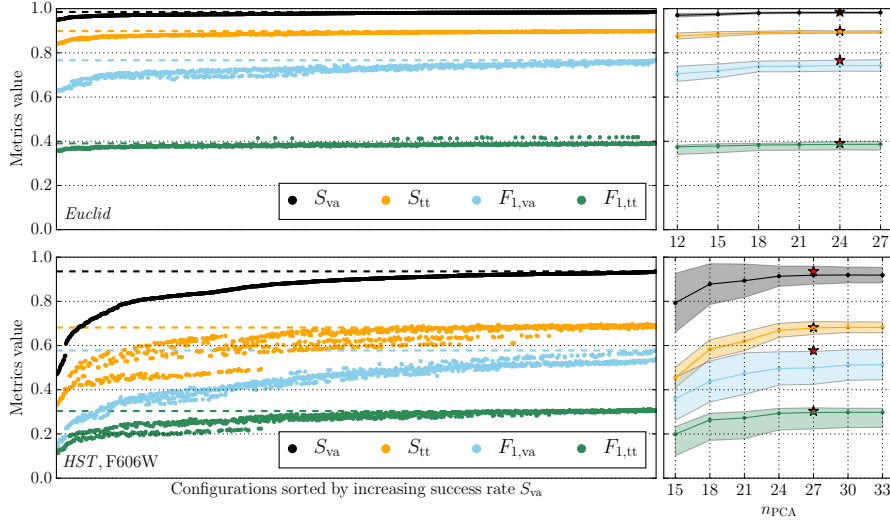 1.0
0.8
0.6
0.4
0.2
0.0
Metrics value
Euclid
S_va S_tt F_1,va F_1,tt
12 15 18 21 24 27
1.0
0.8
0.6
0.4
0.2
0.0
Metrics value
HST, F606W
S_va S_tt F_1,va F_1,tt
Configurations sorted by increasing success rate S_va
15 18 21 24 27 30 33
n_PCA